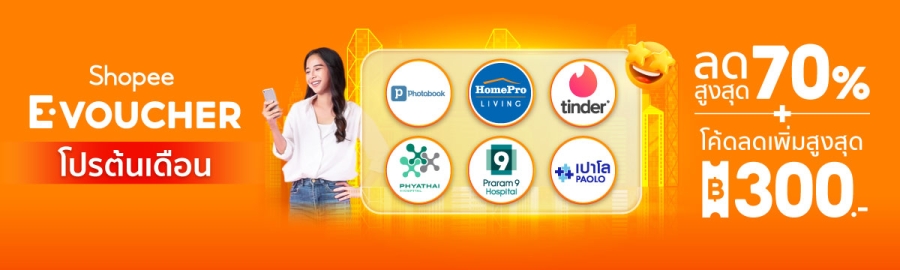 Shopee
E-VOUCHER
โปรต้นเดือน
p Photobook
HomePro
LIVING
tinder
PHYATHAI
HOSPITAL
9
Praram 9
Hospital
เปาโล
PAOLO
ลด
สูงสุด
70%
+
โค้ดลดเพิ่มสูงสุด
฿300.-